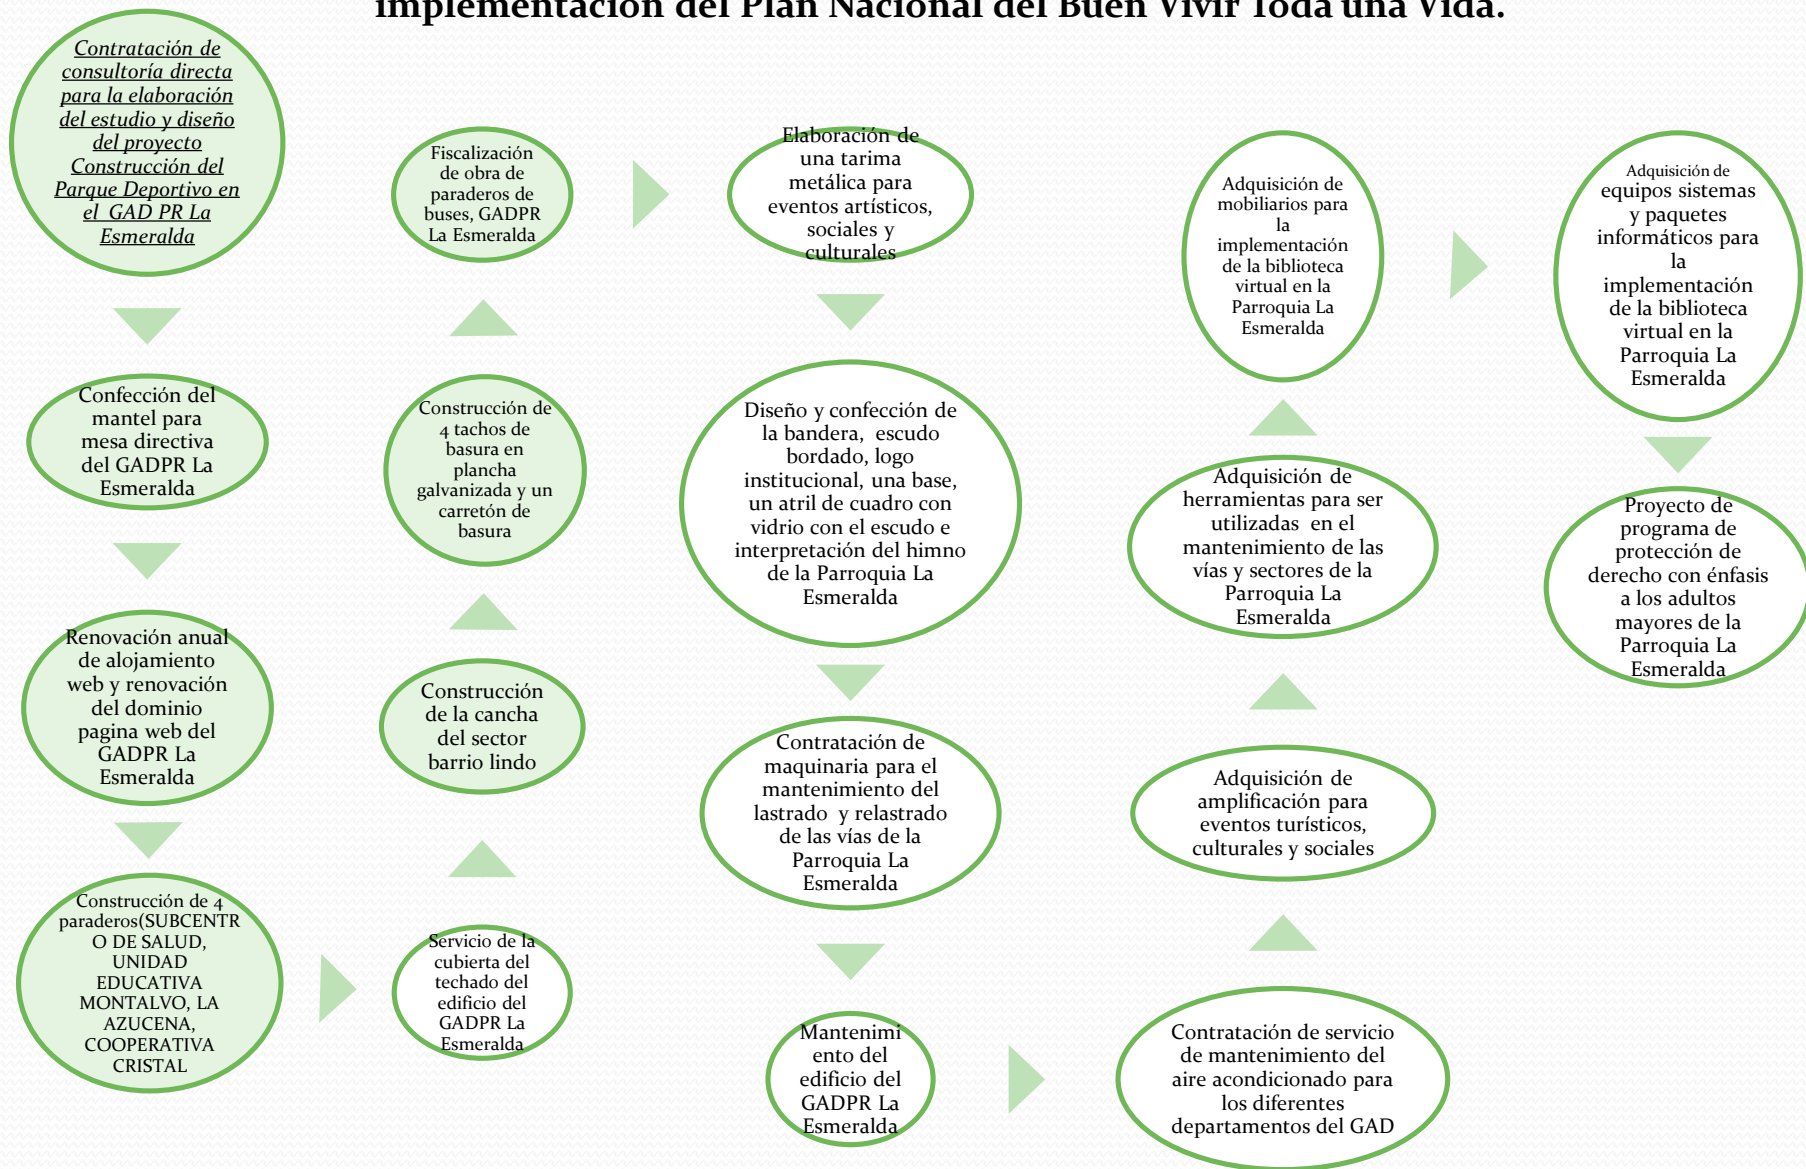 implementación del Plan Nacional del Buen Vivir Toda una Vida.
Contratación de
consultoría directa
para la elaboración
del estudio y diseño
del proyecto
Construcción del
Parque Deportivo en
el GAD PR La
Esmeralda
Confección del
mantel para
mesa directiva
del GADPR La
Esmeralda
Renovación anual
de alojamiento
web y renovación
del dominio
pagina web del
GADPR La
Esmeralda
Construcción de 4
paraderos(SUBCENTR
O DE SALUD,
UNIDAD
EDUCATIVA
MONTALVO, LA
AZUCENA,
COOPERATIVA
CRISTAL
Servicio de la
cubierta del
techado del
edificio del
GADPR La
Esmeralda
Construcción
de la cancha
del sector
barrio lindo
Construcción de
4 tachos de
basura en
plancha
galvanizada y un
carretón de
basura
Fiscalización
de obra de
paraderos de
buses, GADPR
La Esmeralda
Elaboración de
una tarima
metálica para
eventos artísticos,
sociales y
culturales
Diseño y confección de
la bandera, escudo
bordado, logo
institucional, una base,
un atril de cuadro con
vidrio con el escudo e
interpretación del himno
de la Parroquia La
Esmeralda
Contratación de
maquinaria para el
mantenimiento del
lastrado y relastrado
de las vías de la
Parroquia La
Esmeralda
Mantenimi
ento del
edificio del
GADPR La
Esmeralda
Contratación de servicio
de mantenimiento del
aire acondicionado para
los diferentes
departamentos del GAD
Adquisición de
amplificación para
eventos turísticos,
culturales y sociales
Adquisición de
herramientas para ser
utilizadas en el
mantenimiento de las
vías y sectores de la
Parroquia La
Esmeralda
Adquisición de
mobiliarios para
la
implementación
de la biblioteca
virtual en la
Parroquia La
Esmeralda
Adquisición de
equipos sistemas
y paquetes
informáticos para
la
implementación
de la biblioteca
virtual en la
Parroquia La
Esmeralda
Proyecto de
programa de
protección de
derecho con énfasis
a los adultos
mayores de la
Parroquia La
Esmeralda